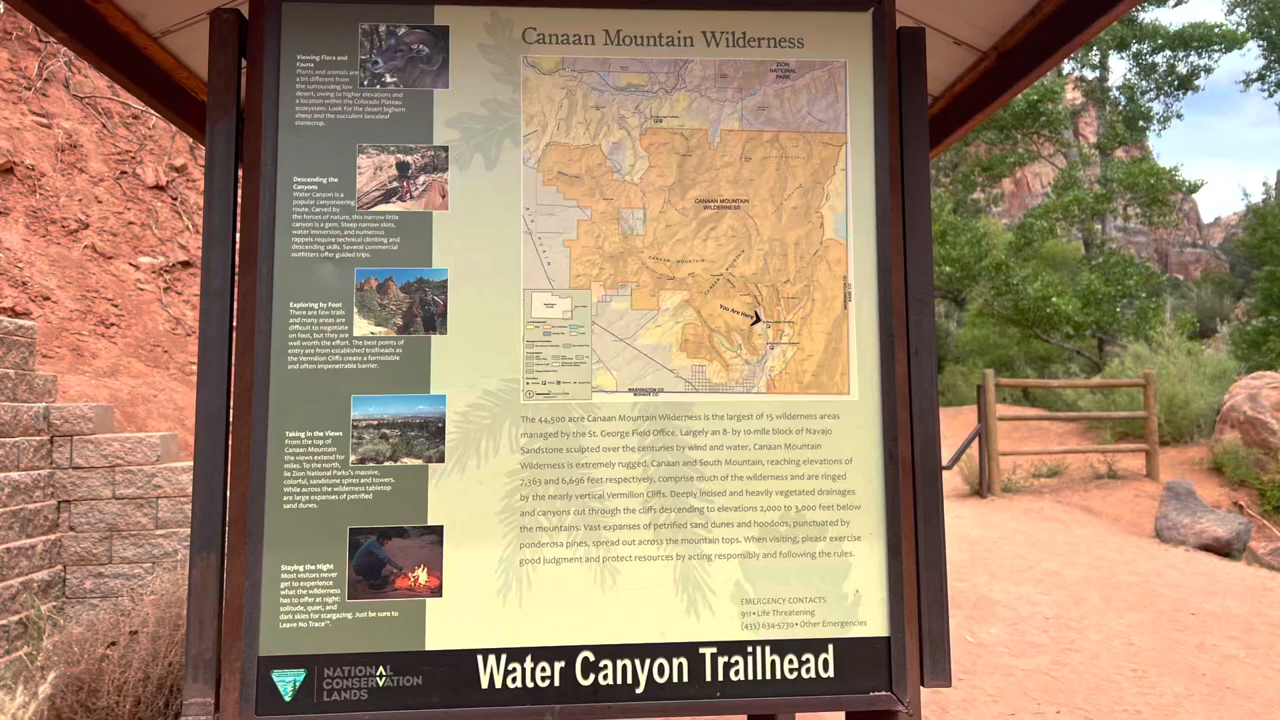 Canaan Mountain Wilderness
Viewing Flora and
Fauna
Plants and animals are
a bit different from
the surrounding low
desert, owing to higher elevations and
a location within the Colorado Plateau
ecosystem. Look for the desert bighorn
sheep and the succulent lanceleaf
stonecrop.
Descending the
Canyons
Water Canyon is a
popular canyoneering
route. Carved by
the forces of nature, this narrow little
canyon is a gem. Steep narrow slots,
water immersion, and numerous
rappels require technical climbing and
descending skills. Several commercial
outfitters offer guided trips.
Exploring by Foot
There are few trails
and many areas are
difficult to negotiate
on foot, but they are
well worth the effort. The best points of
entry are from established trailheads as
the Vermilion Cliffs create a formidable
and often impenetrable barrier.
Taking in the Views
From the top of
Canaan Mountain
the views extend for
miles. To the north,
lie Zion National Park's massive,
colorful, sandstone spires and towers.
While across the wilderness tabletop
are large expanses of petrified
sand dunes.
Staying the Night
Most visitors never
get to experience
what the wilderness
has to offer at night:
solitude, quiet, and
dark skies for stargazing. Just be sure to
Leave No Trace™.
ZION
NATIONAL
PARK
CANAAN MOUNTAIN
WILDERNESS
CANAAN MOUNTAIN
CANAAN MOUNTAIN
You Are Here
WASHINGTON CO
KANE CO
WASHINGTON CO
MOHAVE CO
The 44,500 acre Canaan Mountain Wilderness is the largest of 15 wilderness areas
managed by the St. George Field Office. Largely an 8- by 10-mile block of Navajo
Sandstone sculpted over the centuries by wind and water, Canaan Mountain
Wilderness is extremely rugged. Canaan and South Mountain, reaching elevations of
7,363 and 6,696 feet respectively, comprise much of the wilderness and are ringed
by the nearly vertical Vermilion Cliffs. Deeply incised and heavily vegetated drainages
and canyons cut through the cliffs descending to elevations 2,000 to 3,000 feet below
the mountains. Vast expanses of petrified sand dunes and hoodoos, punctuated by
ponderosa pines, spread out across the mountain tops. When visiting, please exercise
good judgment and protect resources by acting responsibly and following the rules.
EMERGENCY CONTACTS
911 • Life Threatening
(435) 634-5730 • Other Emergencies
NATIONAL
CONSERVATION
LANDS
Water Canyon Trailhead